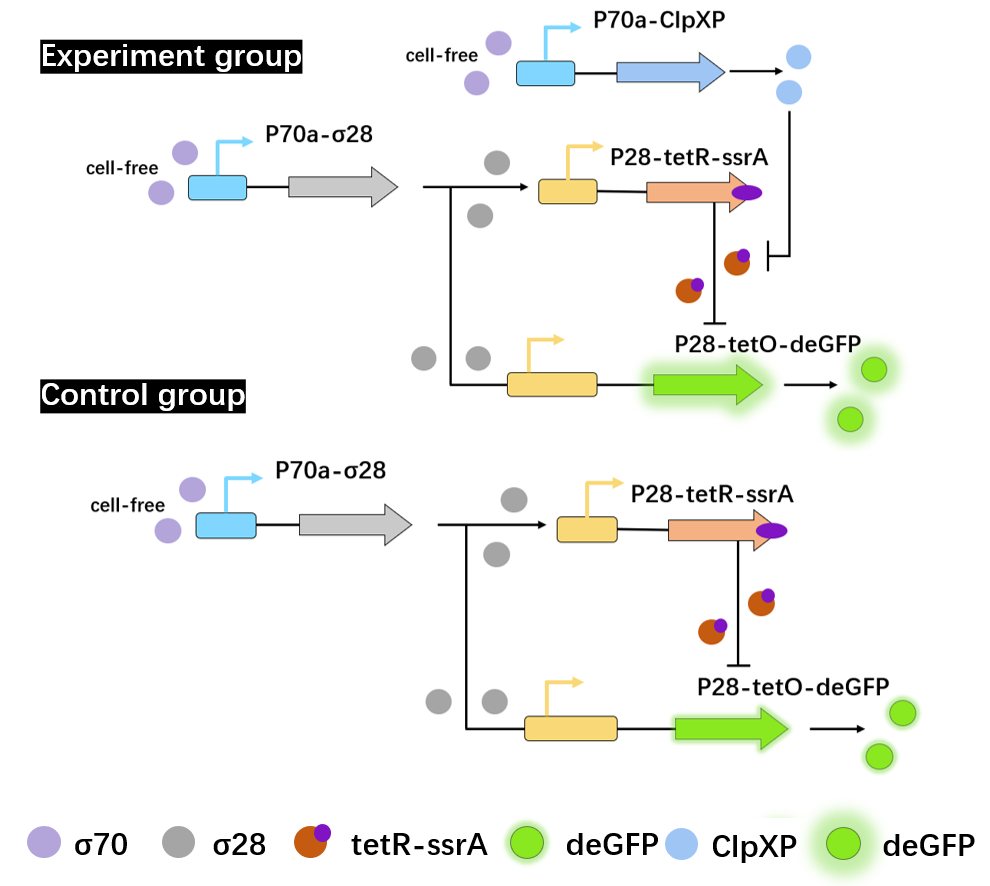 P70a-ClpXP
Experiment group
cell-free
P70a-σ28
cell-free
P28-tetR-ssrA
P28-tetO-deGFP
Control group
P70a-σ28
cell-free
P28-tetR-ssrA
P28-tetO-deGFP
σ70
σ28
tetR-ssrA
deGFP
ClpXP
deGFP